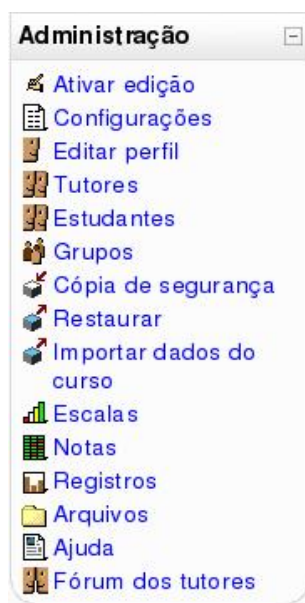 Administração
Ativar edição
Configurações
Editar perfil
Tutores
Estudantes
Grupos
Cópia de segurança
Restaurar
Importar dados do
curso
Escalas
Notas
Registros
Arquivos
Ajuda
Fórum dos tutores